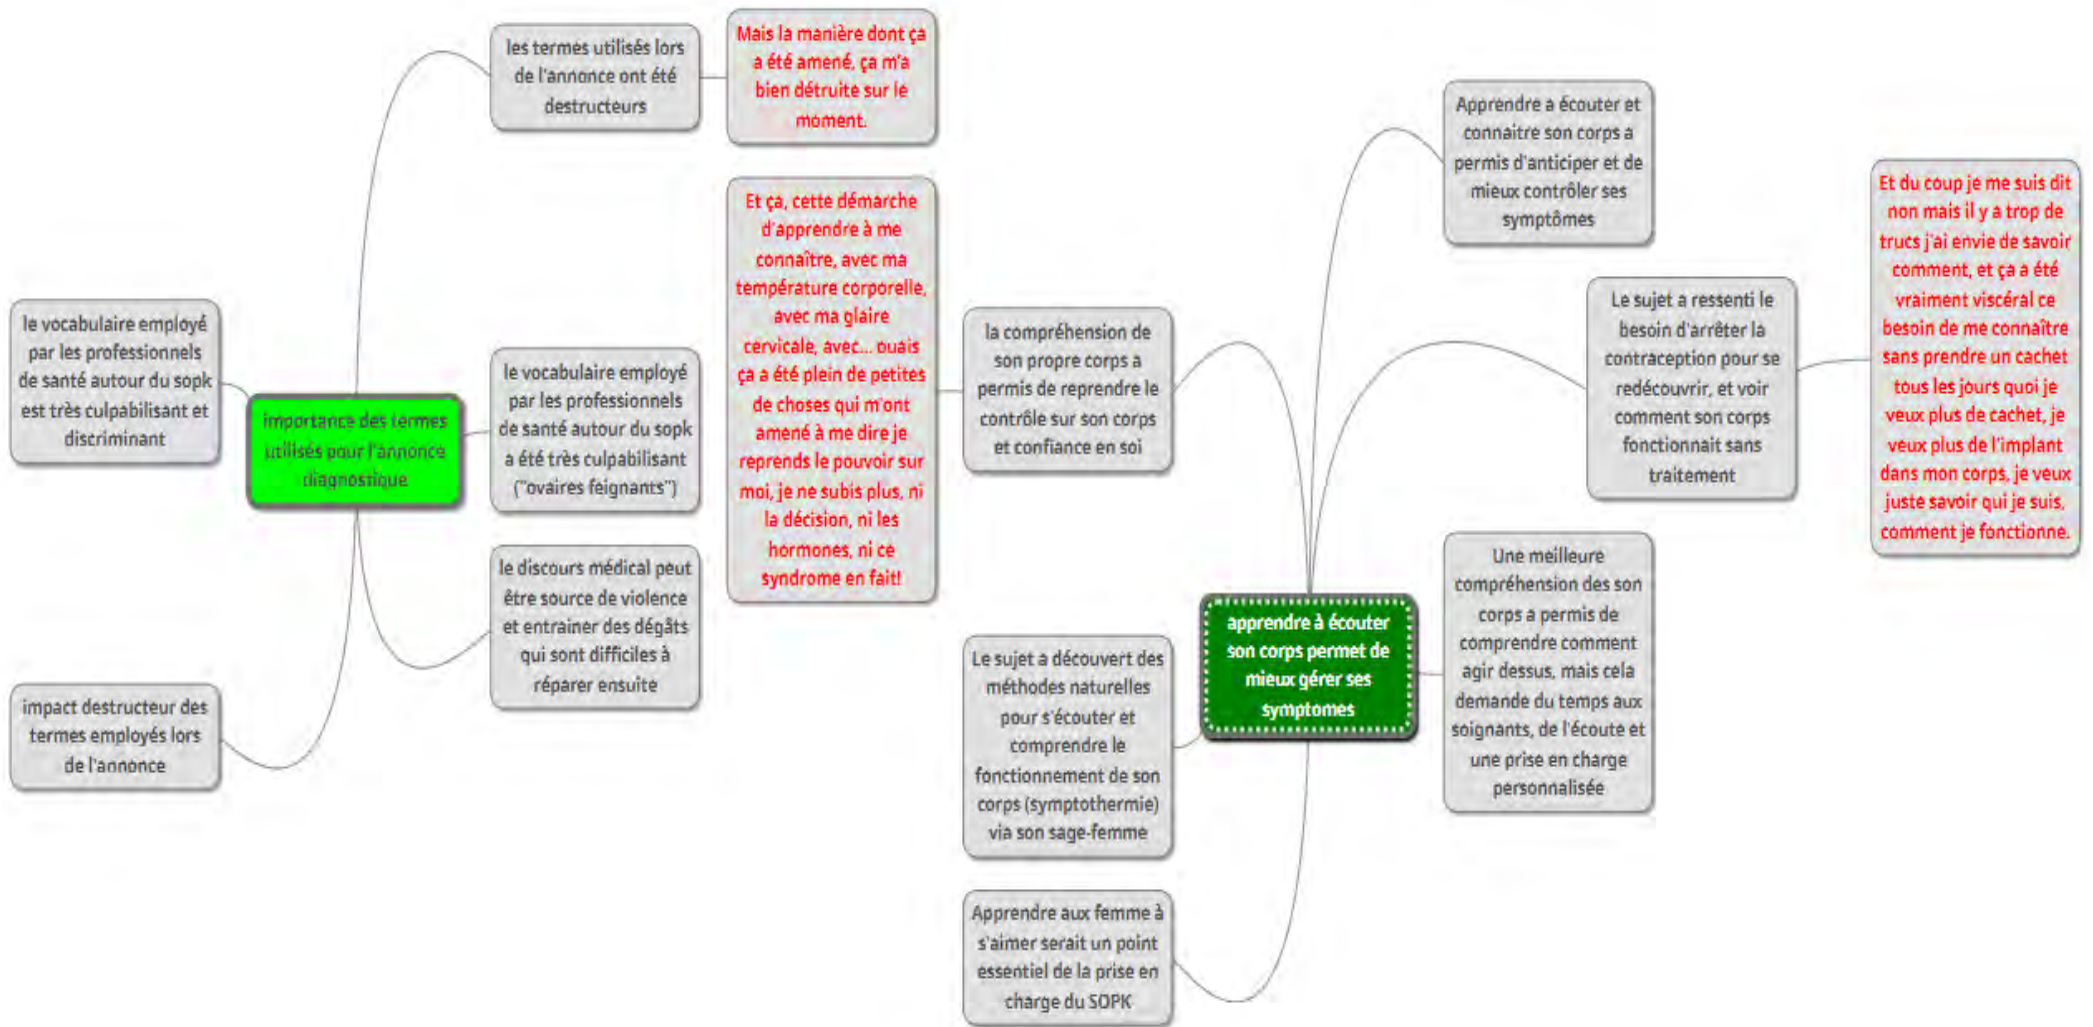 les termes utilisés lors
de l'annonce ont été
destructeurs
Mais la manière dont ça
a été amené, ça m'a
bien détruite sur le
moment.
le vocabulaire employé
par les professionnels
de santé autour du sopk
est très culpabilisant et
discriminant
importance des termes
utilisés pour l'annonce
diagnostique
le vocabulaire employé
par les professionnels
de santé autour du sopk
a été très culpabilisant
("ovaires feignants")
le discours médical peut
être source de violence
et entrainer des dégâts
qui sont difficiles à
réparer ensuite
impact destructeur des
termes employés lors
de l'annonce
Et ça, cette démarche
d'apprendre à me
connaître, avec ma
température corporelle,
avec ma glaire
cervicale, avec... ouais
ça a été plein de petites
de choses qui m'ont
amené à me dire je
reprends le pouvoir sur
moi, je ne subis plus, ni
la décision, ni les
hormones, ni ce
syndrome en fait!
la compréhension de
son propre corps a
permis de reprendre le
contrôle sur son corps
et confiance en soi
Apprendre a écouter et
connaitre son corps a
permis d'anticiper et de
mieux contrôler ses
symptômes
Le sujet a ressenti le
besoin d'arrêter la
contraception pour se
redécouvrir, et voir
comment son corps
fonctionnait sans
traitement
Et du coup je me suis dit
non mais il y a trop de
trucs j'ai envie de savoir
comment, et ça a été
vraiment viscéral ce
besoin de me connaître
sans prendre un cachet
tous les jours quoi je
veux plus de cachet, je
veux plus de l'implant
dans mon corps, je veux
juste savoir qui je suis,
comment je fonctionne.
apprendre à écouter
son corps permet de
mieux gérer ses
symptomes
Une meilleure
compréhension des son
corps a permis de
comprendre comment
agir dessus, mais cela
demande du temps aux
soignants, de l'écoute et
une prise en charge
personnalisée
Le sujet a découvert des
méthodes naturelles
pour s'écouter et
comprendre le
fonctionnement de son
corps (symptothermie)
via son sage-femme
Apprendre aux femme à
s'aimer serait un point
essentiel de la prise en
charge du SOPK